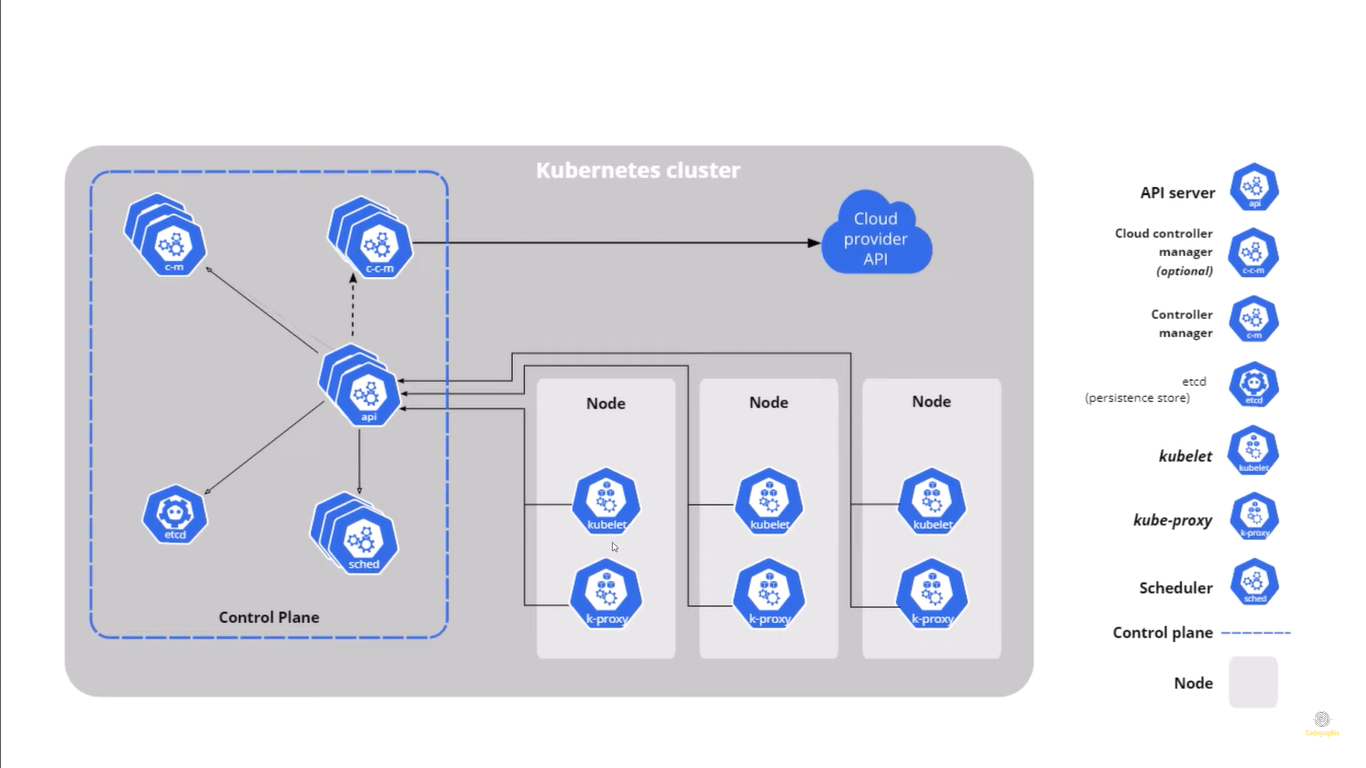 Kubernetes cluster
c-m
c-c-m
Cloud
provider
API
api
etcd
sched
Control Plane
Node
Node
Node
kubelet
kubelet
kubelet
k-proxy
k-proxy
k-proxy
API server
api
Cloud controller
manager
(optional)
c-c-m
Controller
manager
c-m
etcd
(persistence store)
etcd
kubelet
kubelet
kube-proxy
k-proxy
Scheduler
sched
Control plane
Node